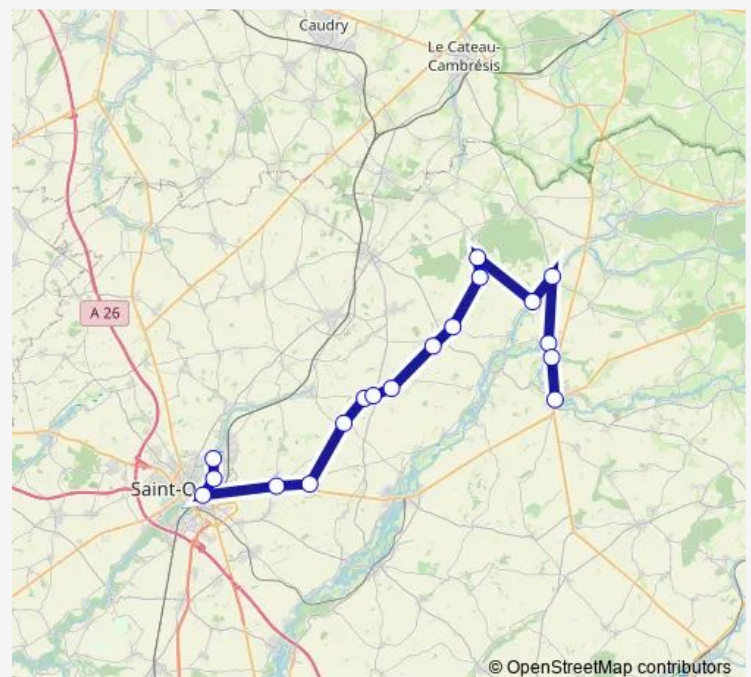 Caudry
Le Cateau-
Cambrésis
A 26
Saint-Q
© OpenStreetMap contributors